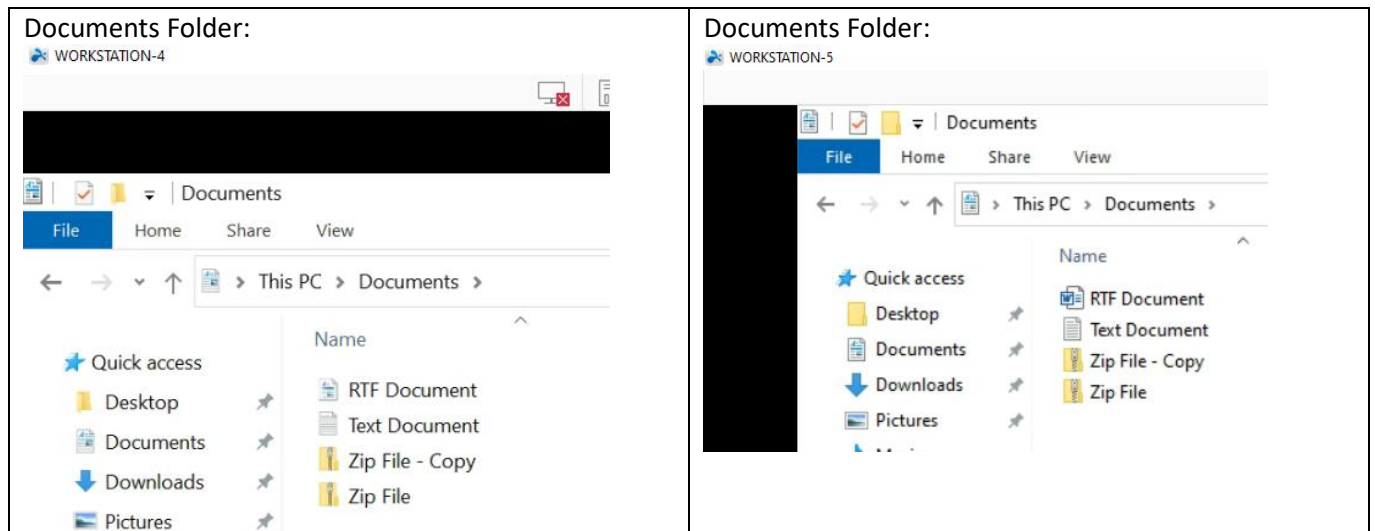 Documents Folder:
WORKSTATION-4
Documents
File Home Share View
This PC > Documents >
Name
Quick access
Desktop
Documents
Downloads
Pictures
RTF Document
Text Document
Zip File - Copy
Zip File
Documents Folder:
WORKSTATION-5
Documents
File Home Share View
This PC > Documents >
Name
Quick access
Desktop
Documents
Downloads
Pictures
RTF Document
Text Document
Zip File - Copy
Zip File